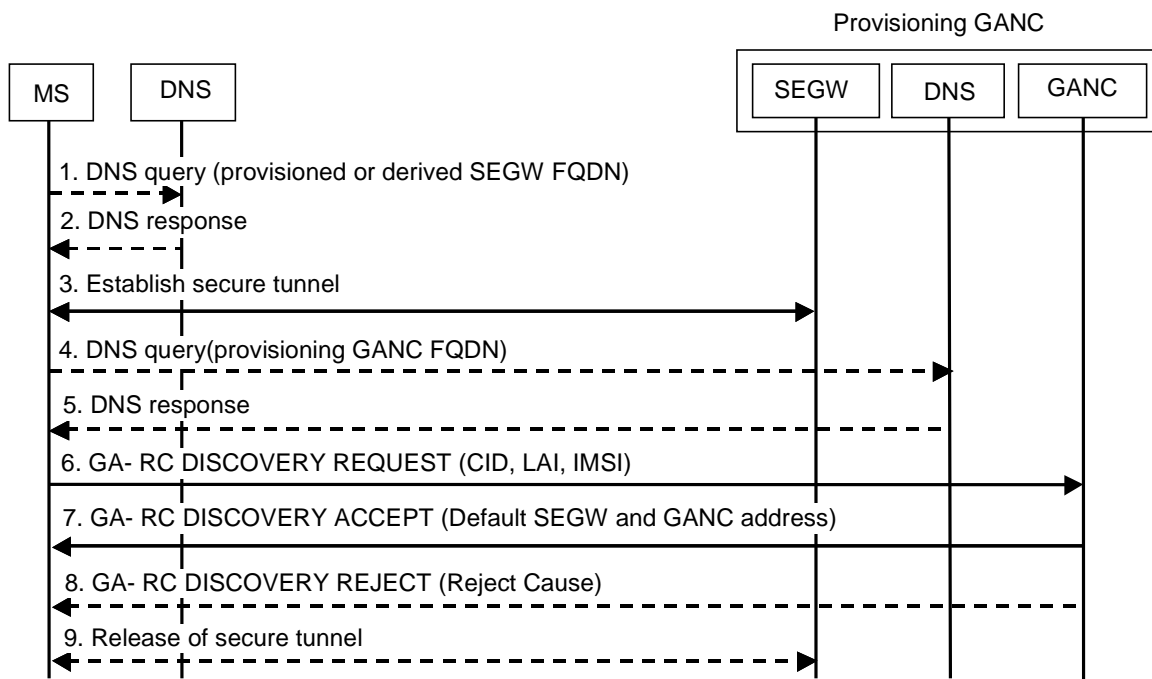 Provisioning GANC
MS
DNS
SEGW
DNS
GANC
1. DNS query (provisioned or derived SEGW FQDN)
2. DNS response
3. Establish secure tunnel
4. DNS query(provisioning GANC FQDN)
5. DNS response
6. GA- RC DISCOVERY REQUEST (CID, LAI, IMSI)
7. GA- RC DISCOVERY ACCEPT (Default SEGW and GANC address)
8. GA- RC DISCOVERY REJECT (Reject Cause)
9. Release of secure tunnel